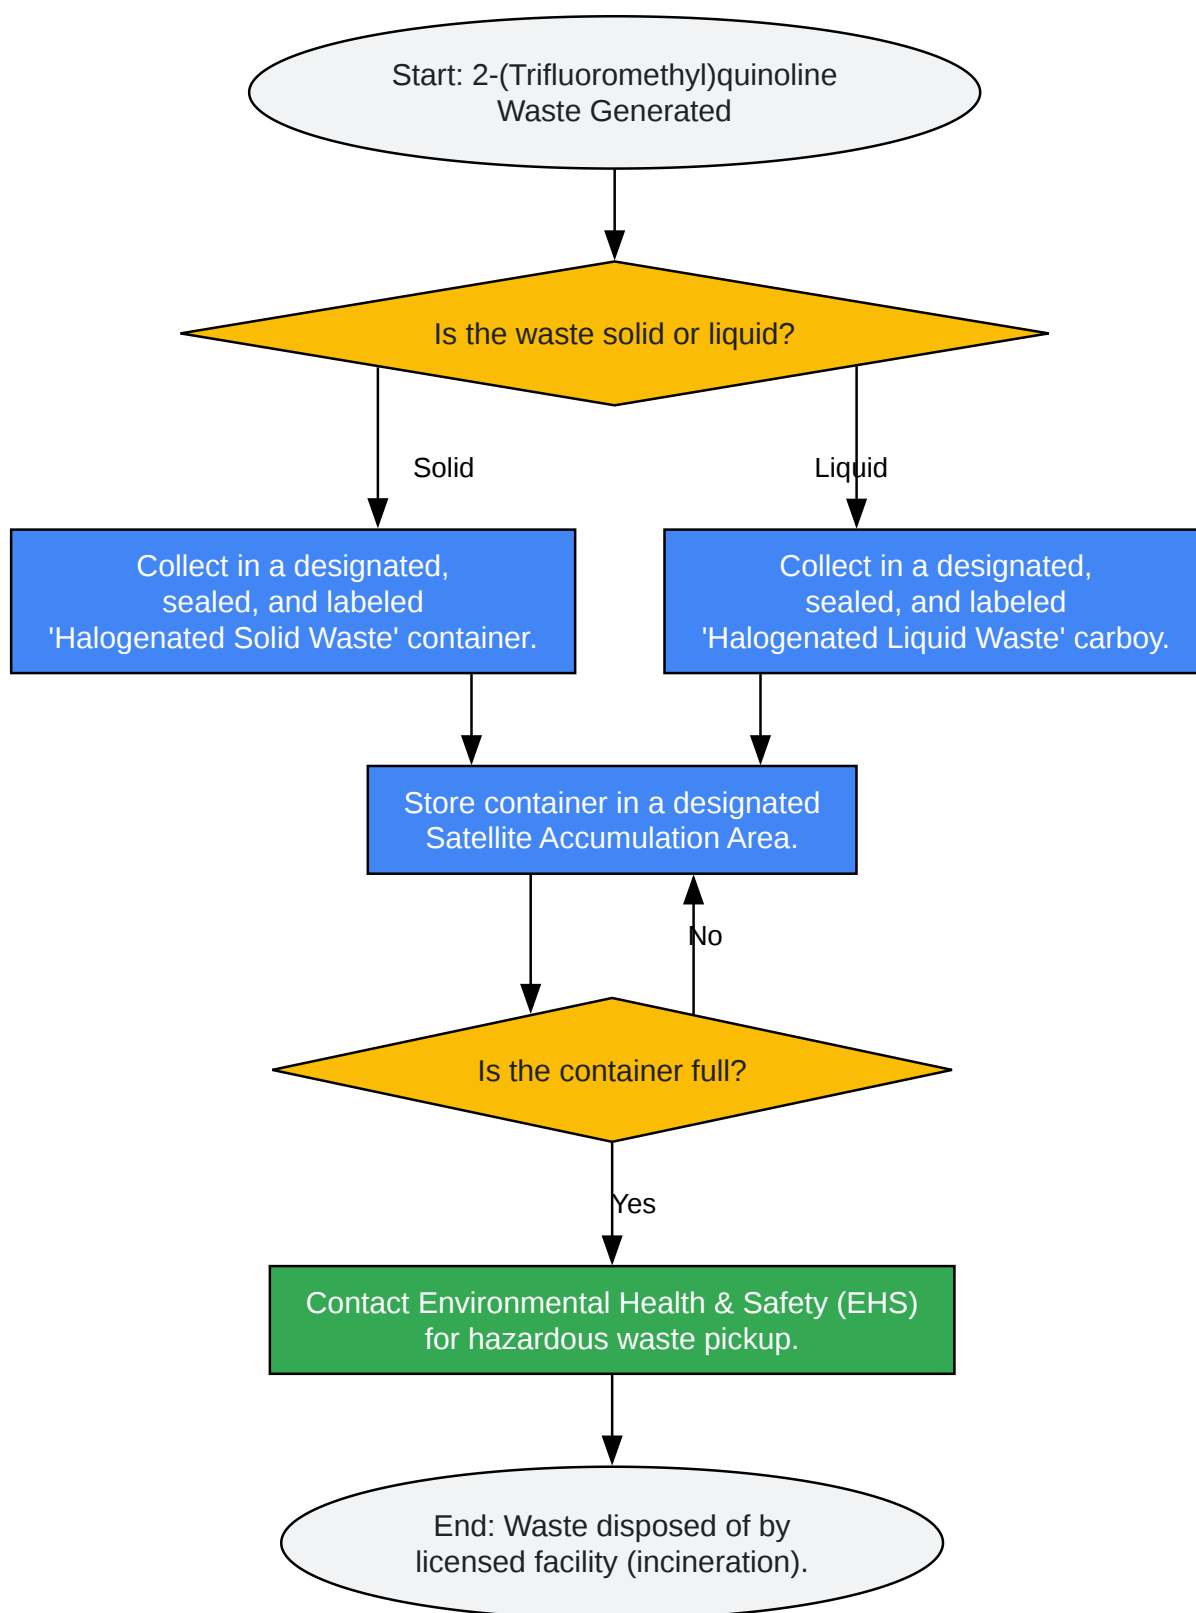 Start: 2-(Trifluoromethyl)quinoline
Waste Generated
Is the waste solid or liquid?
Solid
Liquid
Collect in a designated,
sealed, and labeled
'Halogenated Solid Waste' container.
Collect in a designated,
sealed, and labeled
'Halogenated Liquid Waste' carboy.
Store container in a designated
Satellite Accumulation Area.
No
Is the container full?
Yes
Contact Environmental Health & Safety (EHS)
for hazardous waste pickup.
End: Waste disposed of by
licensed facility (incineration).